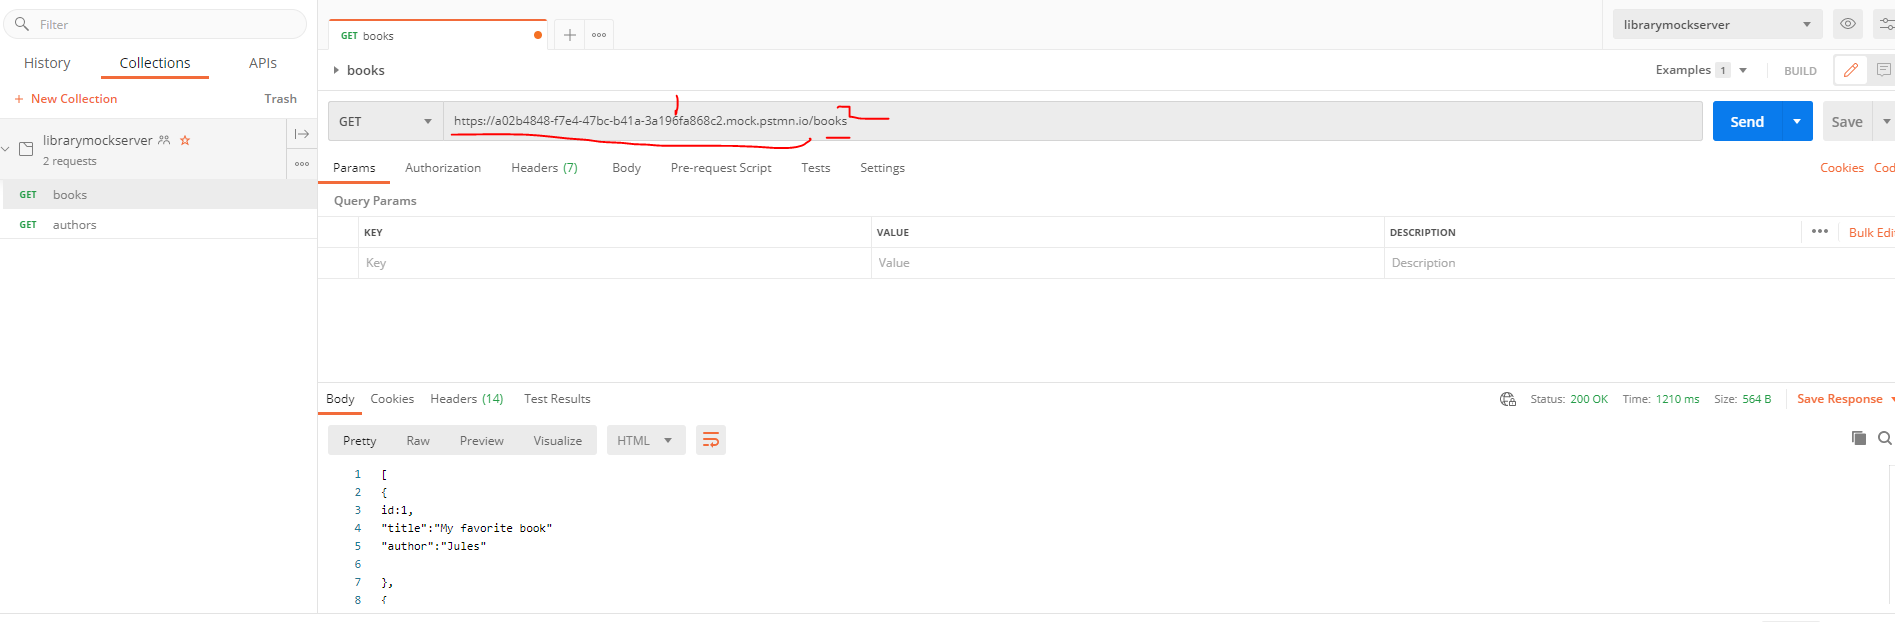 Filter
GET books
librarymockserver
History Collections APIs
books
Examples 1 BUILD
+ New Collection Trash
GET https://a02b4848-f7e4-47bc-b41a-3a196fa868c2.mock.pstmn.io/books Send Save
librarymockserver
2 requests
Params Authorization Headers (7) Body Pre-request Script Tests Settings Cookies Cod
GET books
Query Params
GET authors
KEY VALUE DESCRIPTION Bulk Edi
Key Value Description
Body Cookies Headers (14) Test Results Status: 200 OK Time: 1210 ms Size: 564 B Save Response
Pretty Raw Preview Visualize HTML
1 [
2 {
3 id:1,
4 "title":"My favorite book"
5 "author":"Jules"
6
7 },
8 {